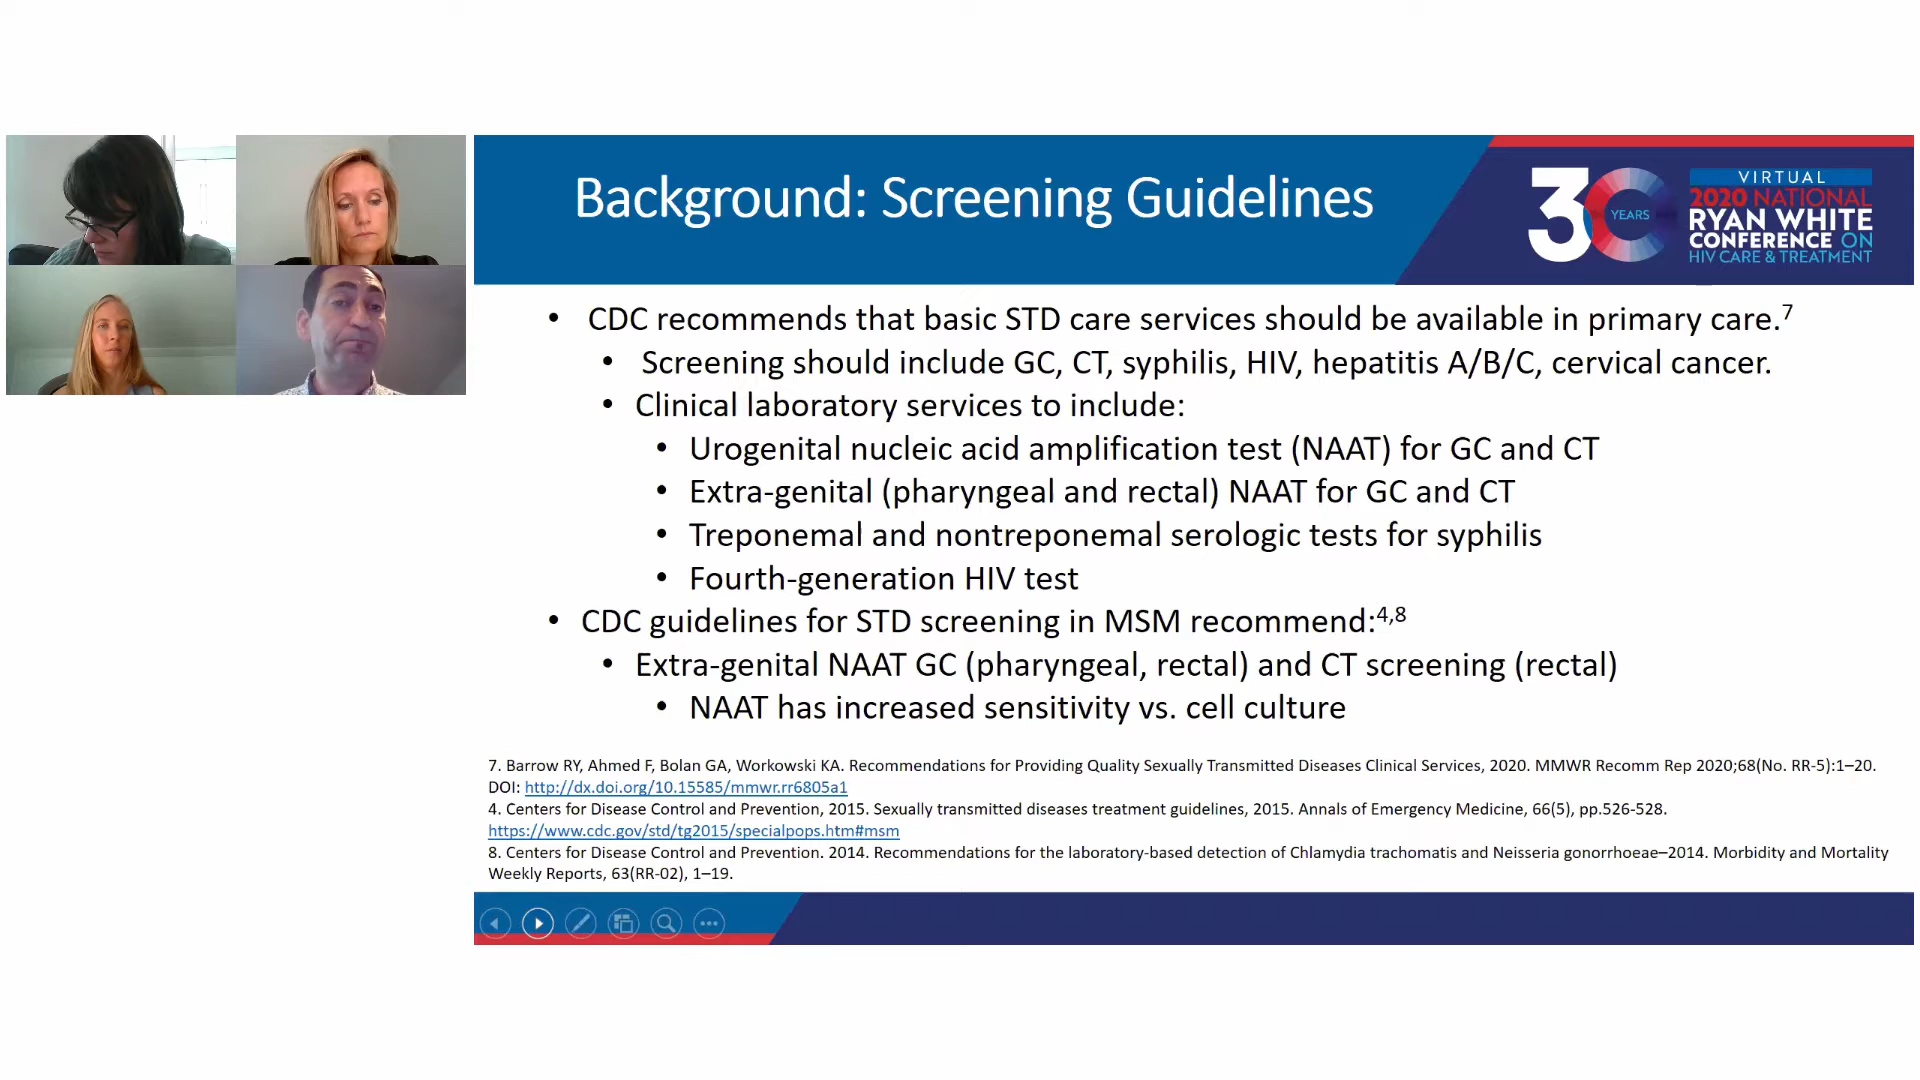 Background: Screening Guidelines
30 YEARS
VIRTUAL
2020 NATIONAL
RYAN WHITE
CONFERENCE ON
HIV CARE & TREATMENT
• CDC recommends that basic STD care services should be available in primary care.⁷
• Screening should include GC, CT, syphilis, HIV, hepatitis A/B/C, cervical cancer.
• Clinical laboratory services to include:
• Urogenital nucleic acid amplification test (NAAT) for GC and CT
• Extra-genital (pharyngeal and rectal) NAAT for GC and CT
• Treponemal and nontreponemal serologic tests for syphilis
• Fourth-generation HIV test
• CDC guidelines for STD screening in MSM recommend:⁴,⁸
• Extra-genital NAAT GC (pharyngeal, rectal) and CT screening (rectal)
• NAAT has increased sensitivity vs. cell culture
7. Barrow RY, Ahmed F, Bolan GA, Workowski KA. Recommendations for Providing Quality Sexually Transmitted Diseases Clinical Services, 2020. MMWR Recomm Rep 2020;68(No. RR-5):1–20.
DOI: http://dx.doi.org/10.15585/mmwr.rr6805a1
4. Centers for Disease Control and Prevention, 2015. Sexually transmitted diseases treatment guidelines, 2015. Annals of Emergency Medicine, 66(5), pp.526-528.
https://www.cdc.gov/std/tg2015/specialpops.htm#msm
8. Centers for Disease Control and Prevention. 2014. Recommendations for the laboratory-based detection of Chlamydia trachomatis and Neisseria gonorrhoeae–2014. Morbidity and Mortality
Weekly Reports, 63(RR-02), 1–19.